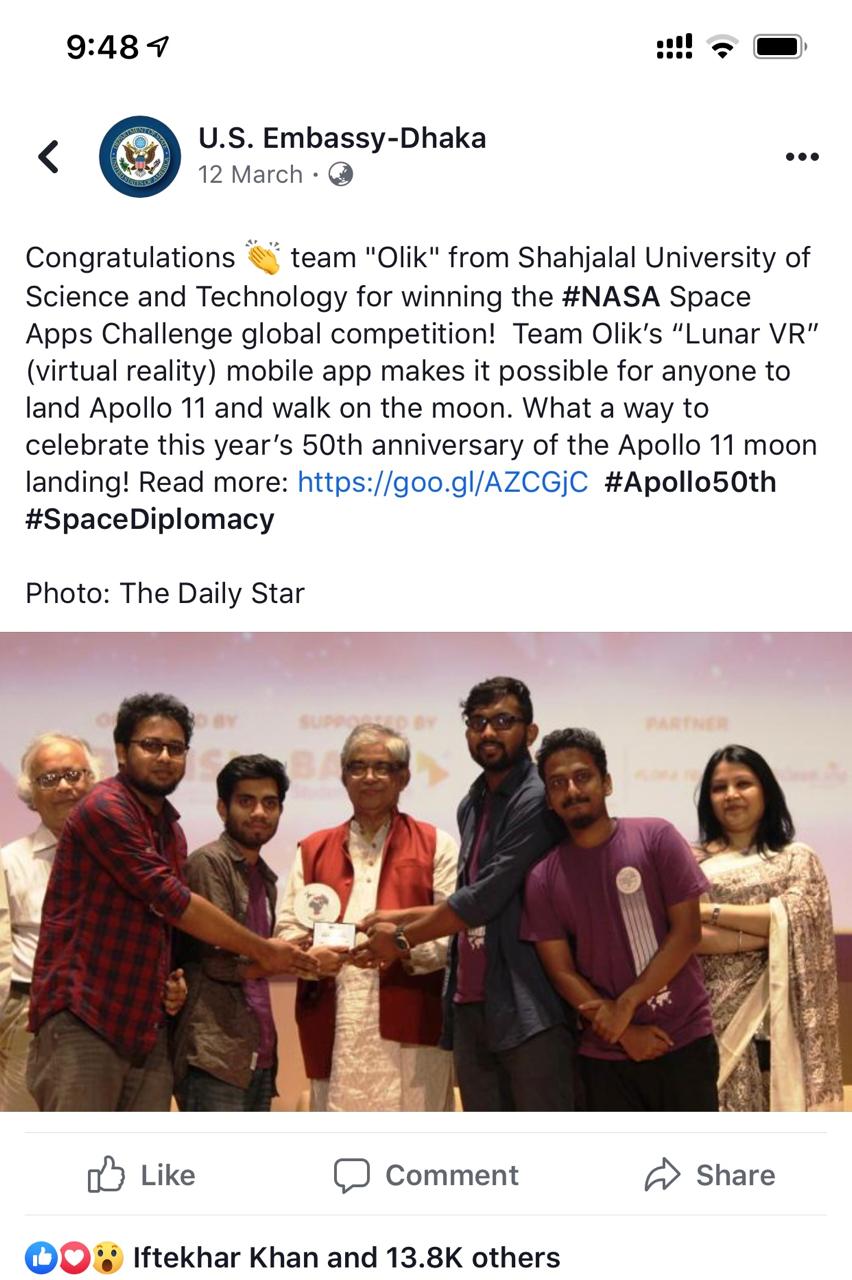 9:48
U.S. Embassy-Dhaka
12 March ·
Congratulations 👏 team "Olik" from Shahjalal University of
Science and Technology for winning the #NASA Space
Apps Challenge global competition!  Team Olik’s “Lunar VR”
(virtual reality) mobile app makes it possible for anyone to
land Apollo 11 and walk on the moon. What a way to
celebrate this year’s 50th anniversary of the Apollo 11 moon
landing! Read more: https://goo.gl/AZCGjC  #Apollo50th
#SpaceDiplomacy
Photo: The Daily Star
BY
SUPPORTED BY
PARTNER
Like
Comment
Share
Iftekhar Khan and 13.8K others